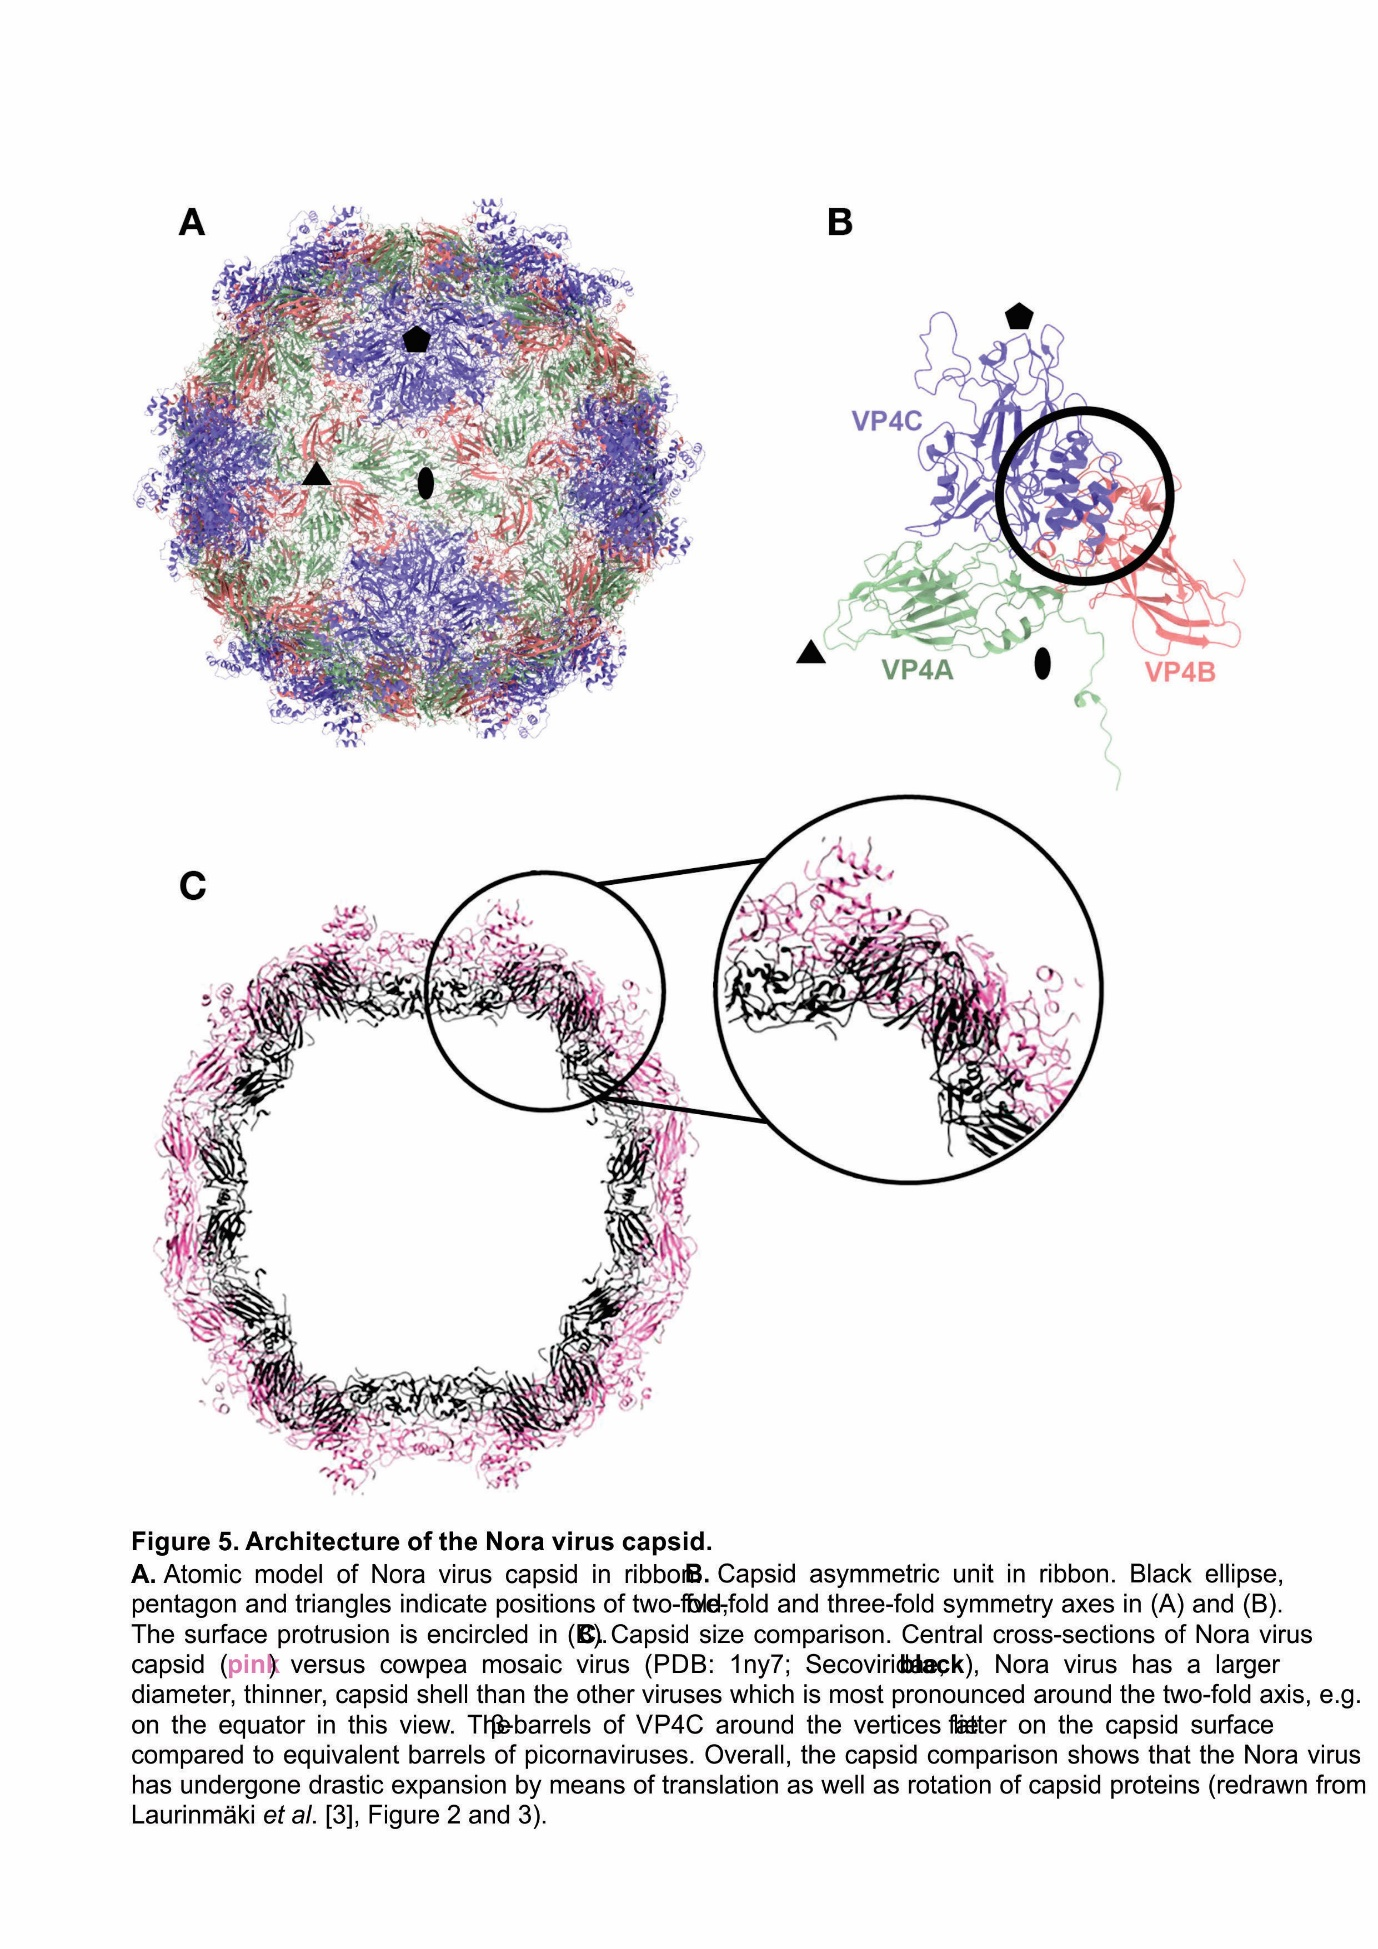 A
B
VP4C
VP4A
VP4B
C
Figure 5. Architecture of the Nora virus capsid.
A. Atomic model of Nora virus capsid in ribbon. B. Capsid asymmetric unit in ribbon. Black ellipse,
pentagon and triangles indicate positions of two-fold, five-fold and three-fold symmetry axes in (A) and (B).
The surface protrusion is encircled in (B). C. Capsid size comparison. Central cross-sections of Nora virus
capsid (pink) versus cowpea mosaic virus (PDB: 1ny7; Secoviridae, black), Nora virus has a larger
diameter, thinner, capsid shell than the other viruses which is most pronounced around the two-fold axis, e.g.
on the equator in this view. The β-barrels of VP4C around the vertices lie flatter on the capsid surface
compared to equivalent barrels of picornaviruses. Overall, the capsid comparison shows that the Nora virus
has undergone drastic expansion by means of translation as well as rotation of capsid proteins (redrawn from
Laurinmäki et al. [3], Figure 2 and 3).